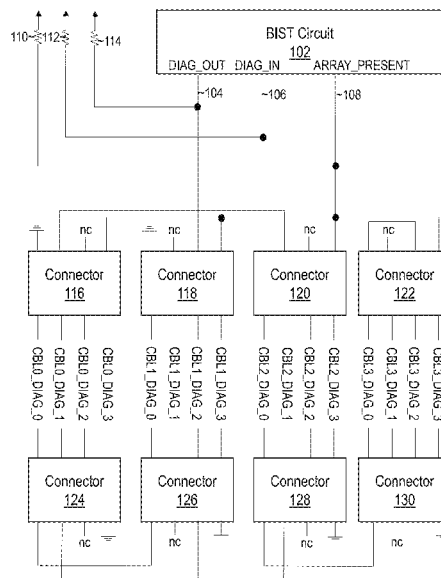 110
112
114
BIST Circuit
102
DIAG_OUT DIAG_IN ARRAY_PRESENT
~104
~106
~108
nc nc nc nc
Connector 116
Connector 118
Connector 120
Connector 122
CBL0_DIAG_0
CBL0_DIAG_1
CBL0_DIAG_2
CBL0_DIAG_3
CBL1_DIAG_0
CBL1_DIAG_1
CBL1_DIAG_2
CBL1_DIAG_3
CBL2_DIAG_0
CBL2_DIAG_1
CBL2_DIAG_2
CBL2_DIAG_3
CBL3_DIAG_0
CBL3_DIAG_1
CBL3_DIAG_2
CBL3_DIAG_3
Connector 124
Connector 126
Connector 128
Connector 130
nc nc nc nc